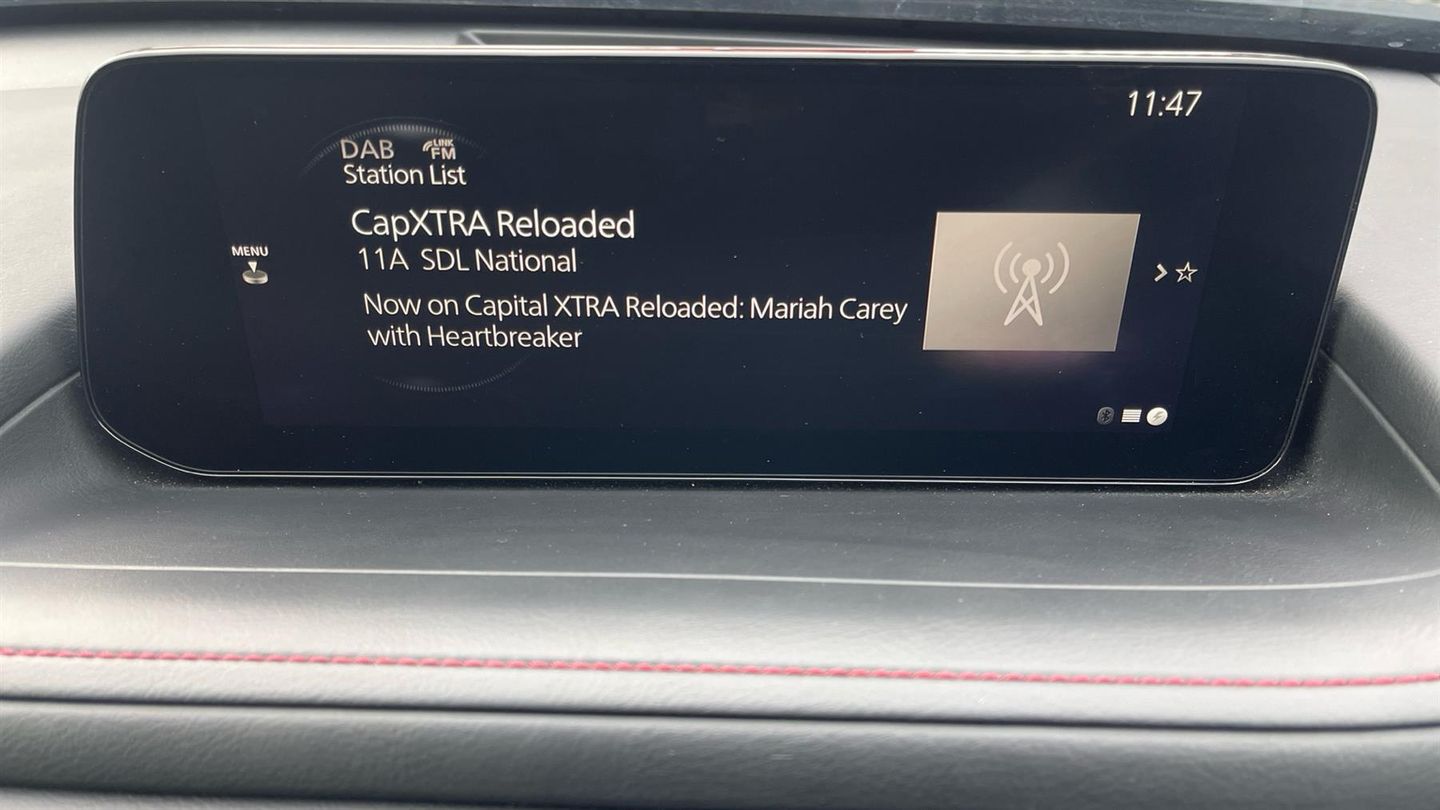 11:47
DAB LINK FM
Station List
CapXTRA Reloaded
MENU
11A SDL National
Now on Capital XTRA Reloaded: Mariah Carey
with Heartbreaker